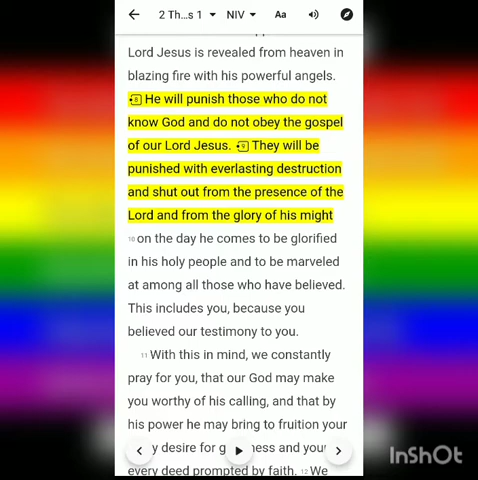 2 Th...s 1 NIV Aa
Lord Jesus is revealed from heaven in
blazing fire with his powerful angels.
8 He will punish those who do not
know God and do not obey the gospel
of our Lord Jesus. 9 They will be
punished with everlasting destruction
and shut out from the presence of the
Lord and from the glory of his might
10 on the day he comes to be glorified
in his holy people and to be marveled
at among all those who have believed.
This includes you, because you
believed our testimony to you.
11 With this in mind, we constantly
pray for you, that our God may make
you worthy of his calling, and that by
his power he may bring to fruition your
desire for and
every deed prompted by faith. 12 We
InShOt